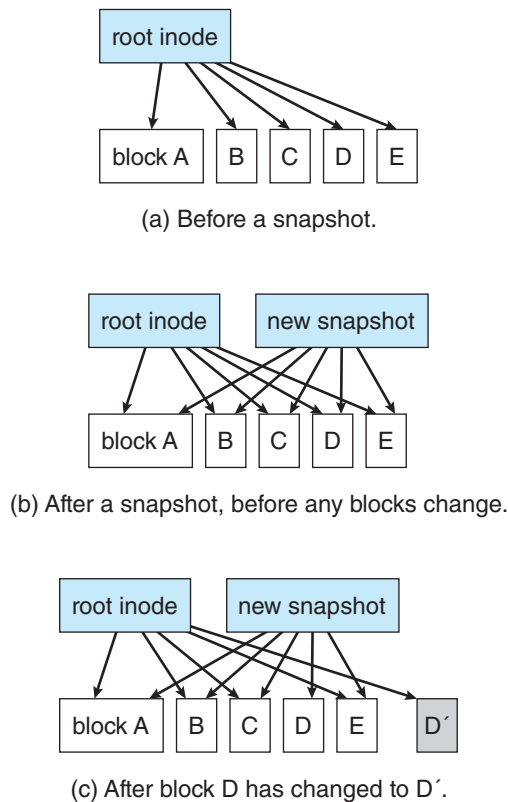 root inode
block A B C D E
(a) Before a snapshot.
root inode new snapshot
block A B C D E
(b) After a snapshot, before any blocks change.
root inode new snapshot
block A B C D E D´
(c) After block D has changed to D´.